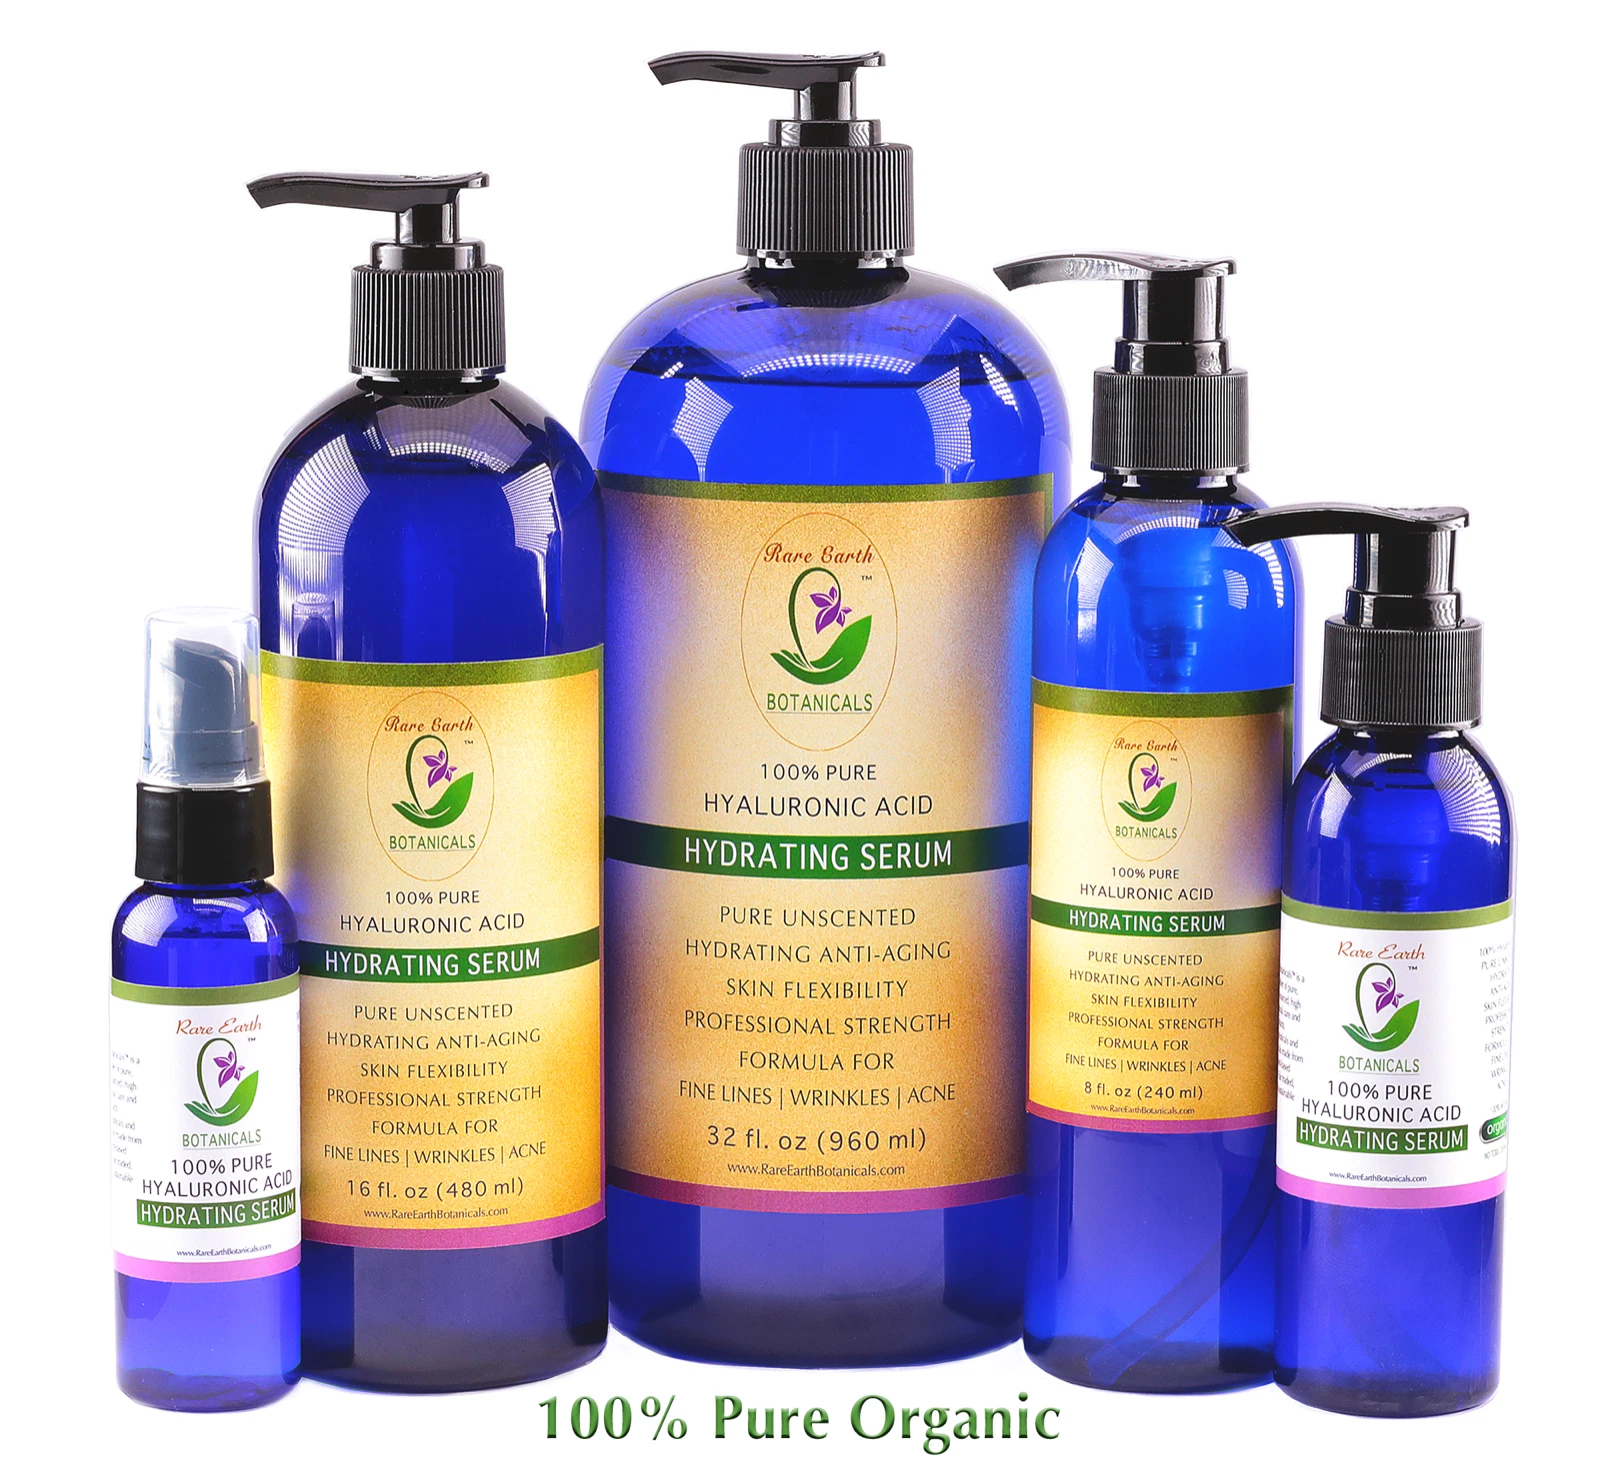 Rare Earth
™
BOTANICALS
100% PURE
HYALURONIC ACID
HYDRATING SERUM
www.RareEarthBotanicals.com
Rare Earth
™
BOTANICALS
100% PURE
HYALURONIC ACID
HYDRATING SERUM
PURE UNSCENTED
HYDRATING ANTI-AGING
SKIN FLEXIBILITY
PROFESSIONAL STRENGTH
FORMULA FOR
FINE LINES | WRINKLES | ACNE
16 fl. oz (480 ml)
www.RareEarthBotanicals.com
Rare Earth
™
BOTANICALS
100% PURE
HYALURONIC ACID
HYDRATING SERUM
PURE UNSCENTED
HYDRATING ANTI-AGING
SKIN FLEXIBILITY
PROFESSIONAL STRENGTH
FORMULA FOR
FINE LINES | WRINKLES | ACNE
32 fl. oz (960 ml)
www.RareEarthBotanicals.com
Rare Earth
™
BOTANICALS
100% PURE
HYALURONIC ACID
HYDRATING SERUM
PURE UNSCENTED
HYDRATING ANTI-AGING
SKIN FLEXIBILITY
PROFESSIONAL STRENGTH
FORMULA FOR
FINE LINES | WRINKLES | ACNE
8 fl. oz (240 ml)
www.RareEarthBotanicals.com
Rare Earth
™
BOTANICALS
100% PURE
HYALURONIC ACID
HYDRATING SERUM
www.RareEarthBotanicals.com
100% Pure Organic